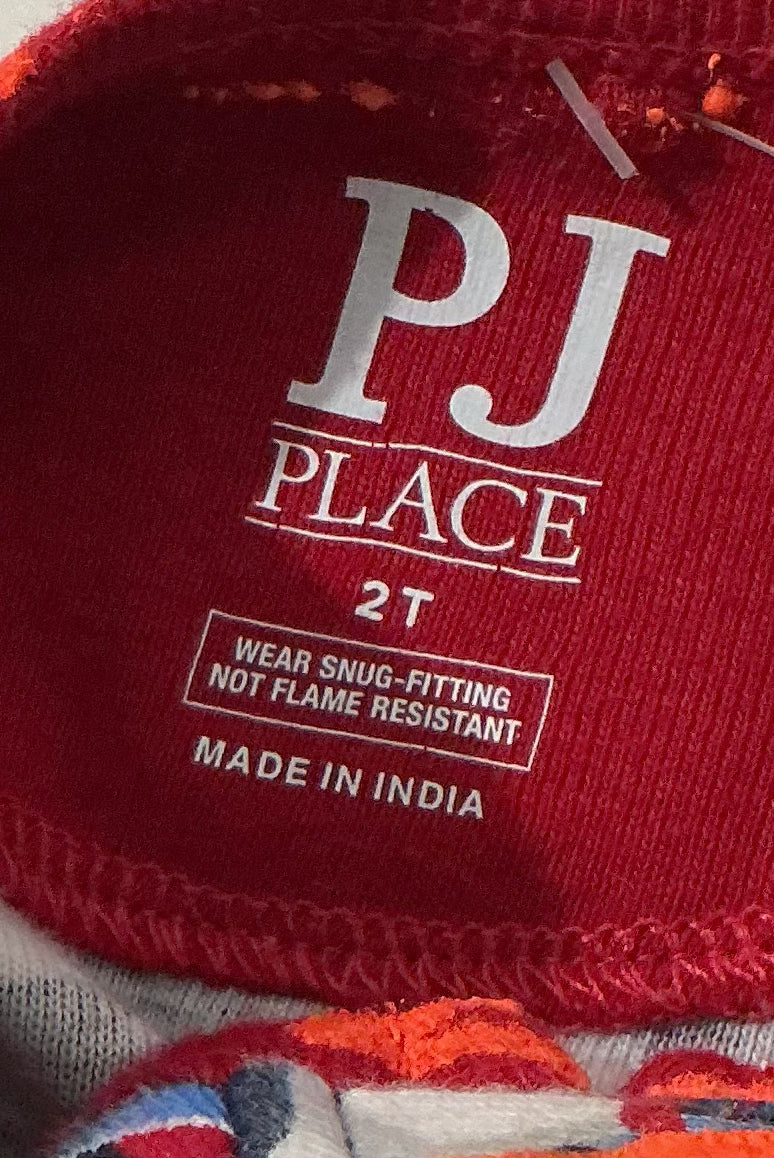 PJ
PLACE
2T
WEAR SNUG-FITTING
NOT FLAME RESISTANT
MADE IN INDIA